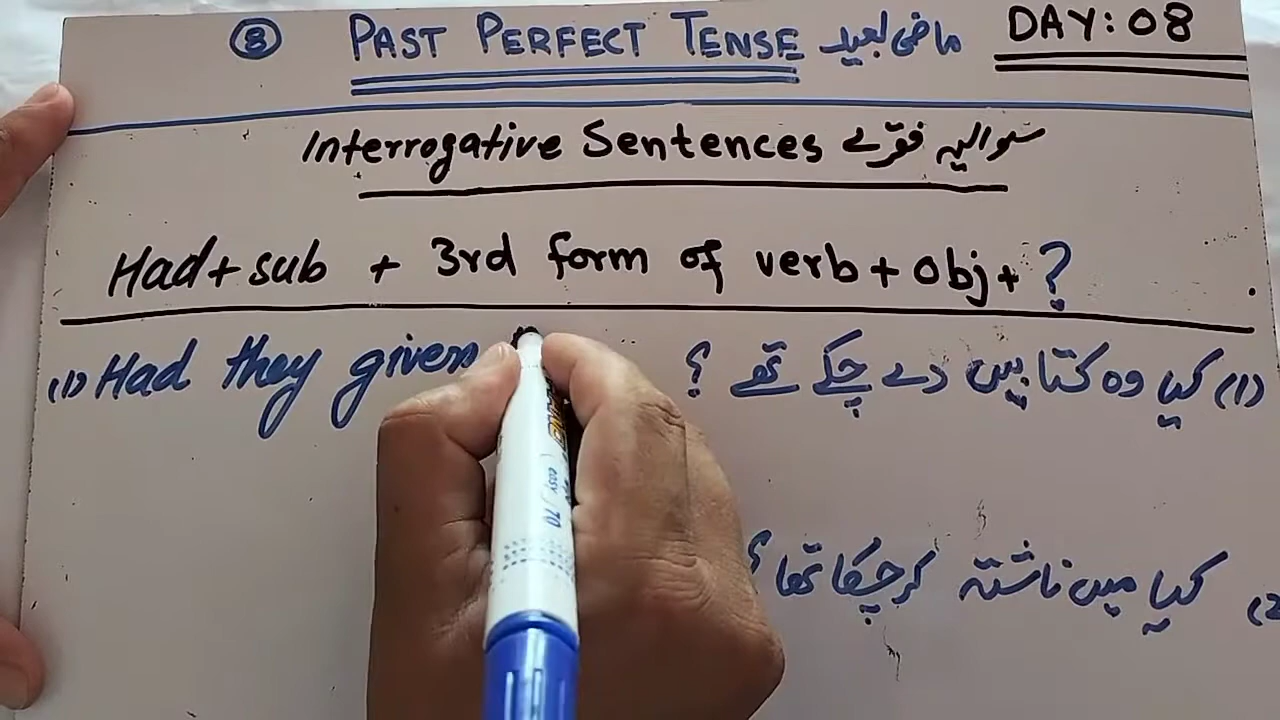 (8) PAST PERFECT TENSE ماضی بعید DAY: 08
Interrogative Sentences سوالیہ فقرے
Had + sub + 3rd form of verb + obj + ?
(1) Had they given
(1) کیا وہ کتابیں دے چکے تھے ؟
(2 کیا میں ناشتہ کر چکا تھا ؟
70